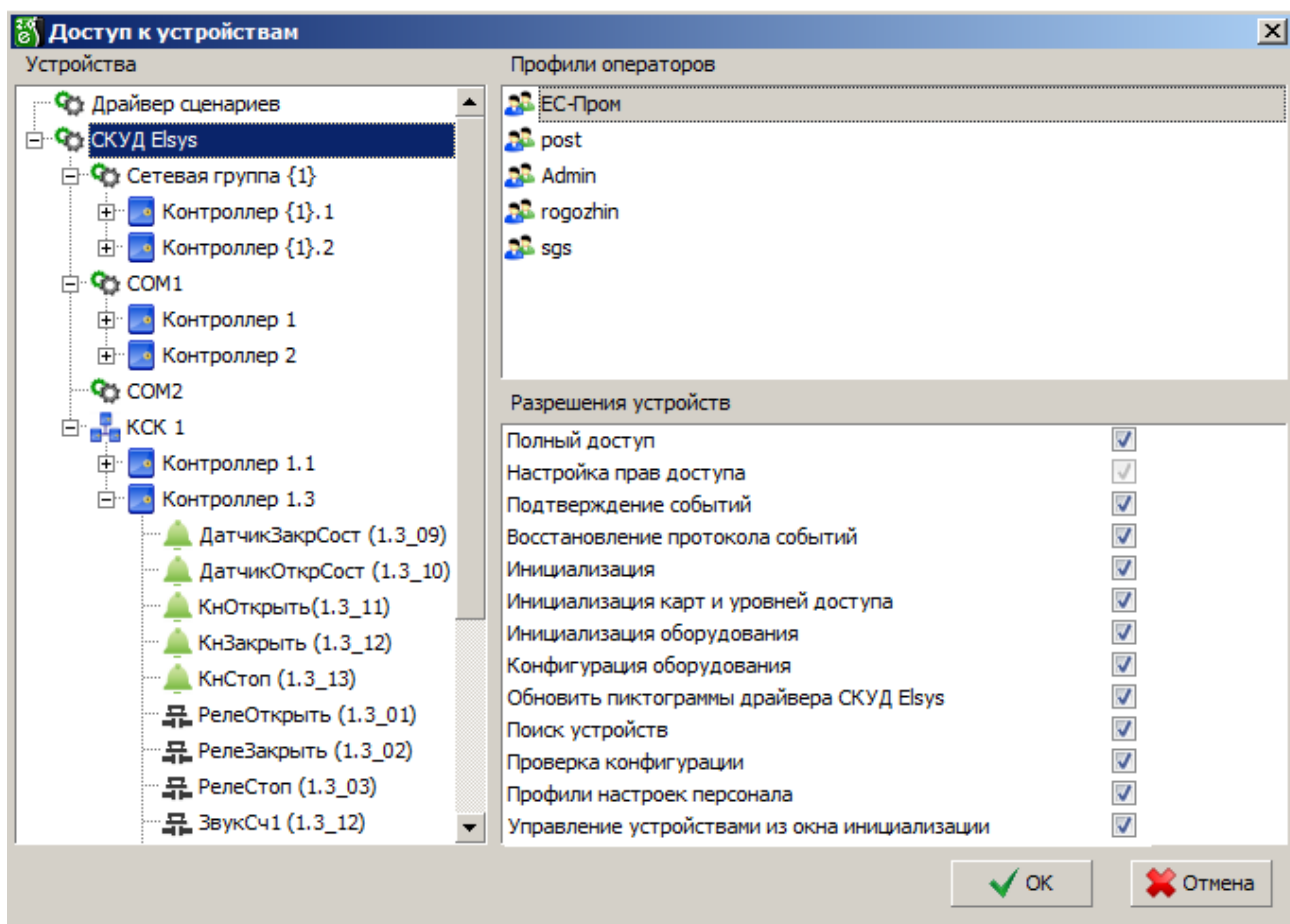 Доступ к устройствам
Устройства
Драйвер сценариев
СКУД Elsys
Сетевая группа {1}
Контроллер {1}.1
Контроллер {1}.2
COM1
Контроллер 1
Контроллер 2
COM2
КСК 1
Контроллер 1.1
Контроллер 1.3
ДатчикЗакрСост (1.3_09)
ДатчикОткрСост (1.3_10)
КнОткрыть(1.3_11)
КнЗакрыть (1.3_12)
КнСтоп (1.3_13)
РелеОткрыть (1.3_01)
РелеЗакрыть (1.3_02)
РелеСтоп (1.3_03)
ЗвукСч1 (1.3_12)
Профили операторов
ЕС-Пром
post
Admin
rogozhin
sgs
Разрешения устройств
Полный доступ
Настройка прав доступа
Подтверждение событий
Восстановление протокола событий
Инициализация
Инициализация карт и уровней доступа
Инициализация оборудования
Конфигурация оборудования
Обновить пиктограммы драйвера СКУД Elsys
Поиск устройств
Проверка конфигурации
Профили настроек персонала
Управление устройствами из окна инициализации
ОК
Отмена